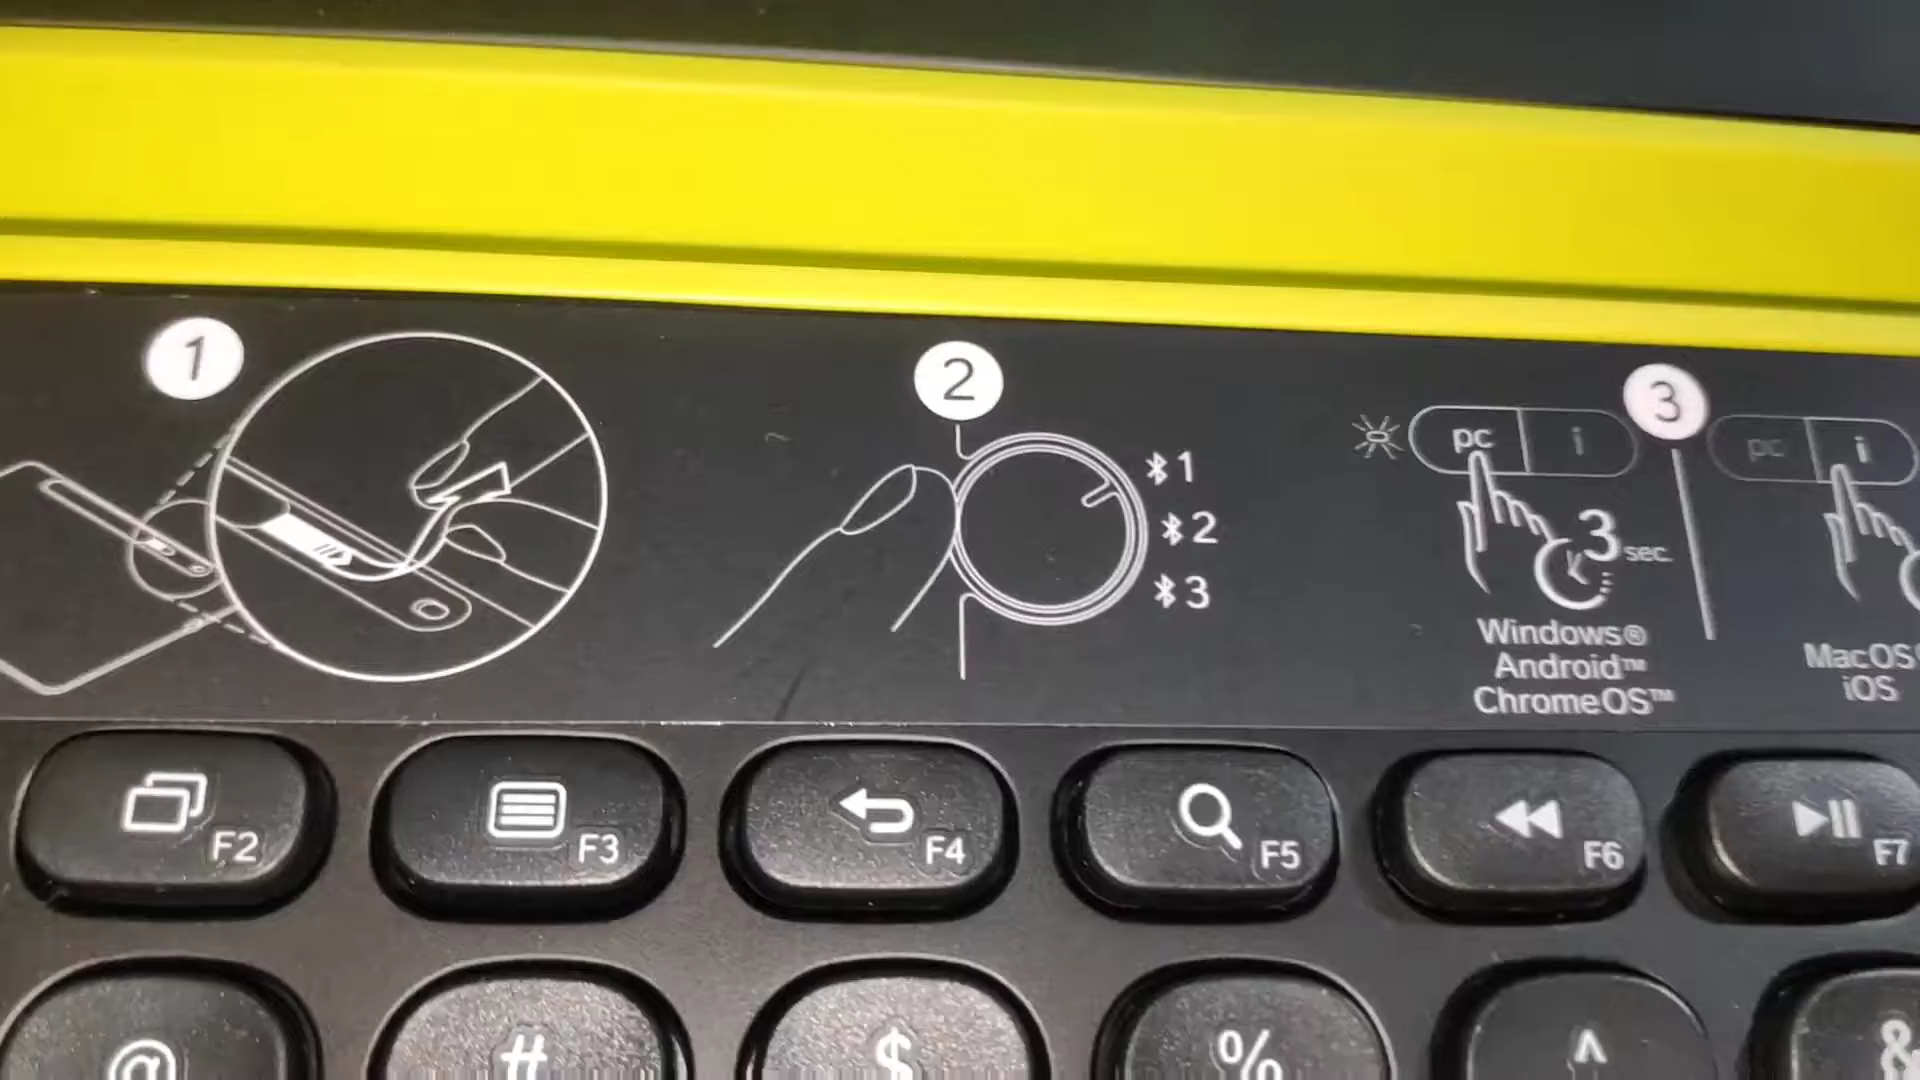 1
2
1
2
3
3
pc i
3 sec.
Windows®
Android™
ChromeOS™
pc i
MacOS
iOS
F2
F3
F4
F5
F6
F7
@
#
$
%
^
&